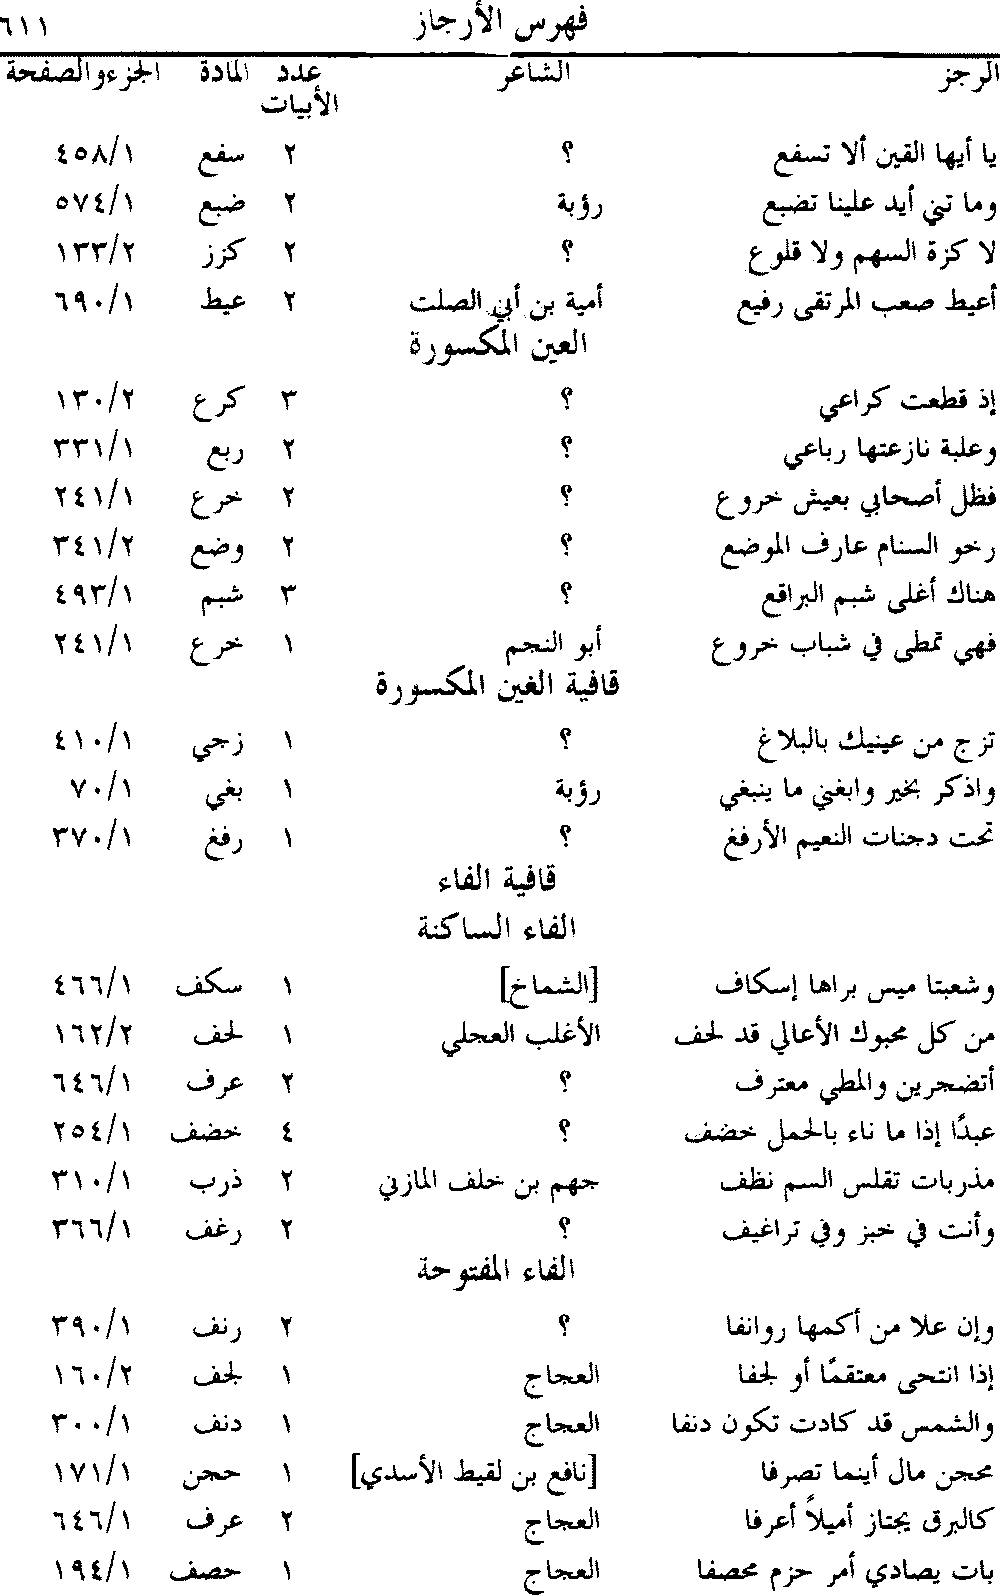 فهرس الأرجاز ٦١١
الرجز الشاعر عدد الأبيات المادة الجزء والصفحة
يا أيها القين ألا تسفع ؟ ٢ سفع ٤٥٨/١
وما تني أيد علينا تضبع رؤبة ٢ ضبع ٥٧٤/١
لا كزة السهم ولا قلوع ؟ ٢ كزز ١٣٣/٢
أعيط صعب المرتقى رفيع أمية بن أبي الصلت ٢ عيط ٦٩٠/١
العين المكسورة
إذ قطعت كراعي ؟ ٣ كرع ١٣٠/٢
وعلبة نازعتها رباعي ؟ ٢ ربع ٣٣١/١
فظل أصحابي بعيش خروع ؟ ٢ خرع ٢٤١/١
رخو السنام عارف الموضع ؟ ٢ وضع ٣٤١/٢
هناك أغلى شبم البراقع ؟ ٣ شبم ٤٩٣/١
فهي تمطى في شباب خروع أبو النجم ١ خرع ٢٤١/١
قافية الغين المكسورة
تزج من عينيك بالبلاغ ؟ ١ زجي ٤١٠/١
واذكر بخير وابغني ما ينبغي رؤبة ١ بغي ٧٠/١
تحت دجنات النعيم الأرفغ ؟ ١ رفغ ٣٧٠/١
قافية الفاء
الفاء الساكنة
وشعبتا ميس براها إسكاف [الشماخ] ١ سكف ٤٦٦/١
من كل محبوك الأعالي قد لحف الأغلب العجلي ١ لحف ١٦٢/٢
أتضجرين والمطي معترف ؟ ٢ عرف ٦٤٦/١
عبدًا إذا ما ناء بالحمل خضف ؟ ٤ خضف ٢٥٤/١
مذربات تقلس السم نظف جهم بن خلف المازني ٢ ذرب ٣١٠/١
وأنت في خبز وفي تراغيف ؟ ٢ رغف ٣٦٦/١
الفاء المفتوحة
وإن علا من أكمها روانفا ؟ ٢ رنف ٣٩٠/١
إذا انتحى معتقمًا أو لجفا العجاج ١ لجف ١٦٠/٢
والشمس قد كادت تكون دنفا العجاج ١ دنف ٣٠٠/١
محجن مال أينما تصرفا [نافع بن لقيط الأسدي] ١ حجن ١٧١/١
كالبرق يجتاز أميلاً أعرفا العجاج ٢ عرف ٦٤٦/١
بات يصادي أمر حزم محصفا العجاج ١ حصف ١٩٤/١